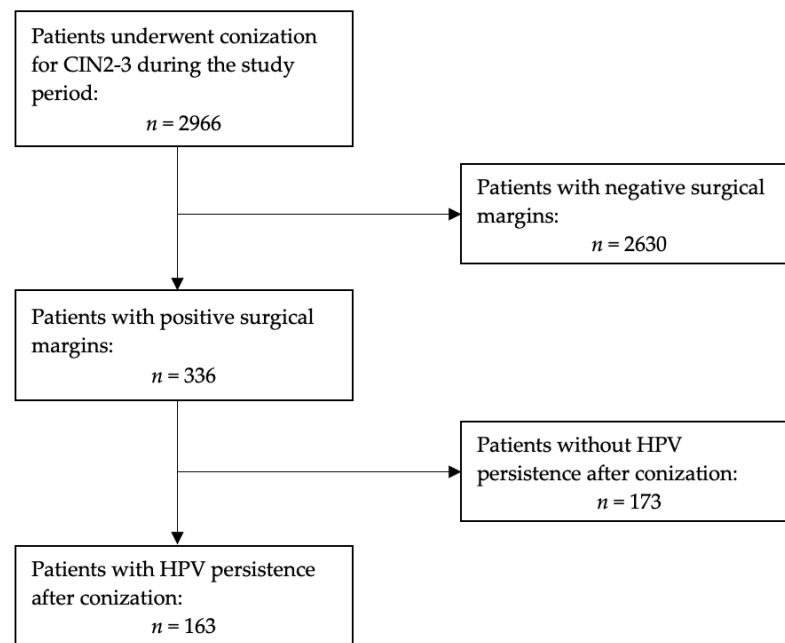 Patients underwent conization
for CIN2-3 during the study
period:
n = 2966
Patients with negative surgical
margins:
n = 2630
Patients with positive surgical
margins:
n = 336
Patients without HPV
persistence after conization:
n = 173
Patients with HPV persistence
after conization:
n = 163